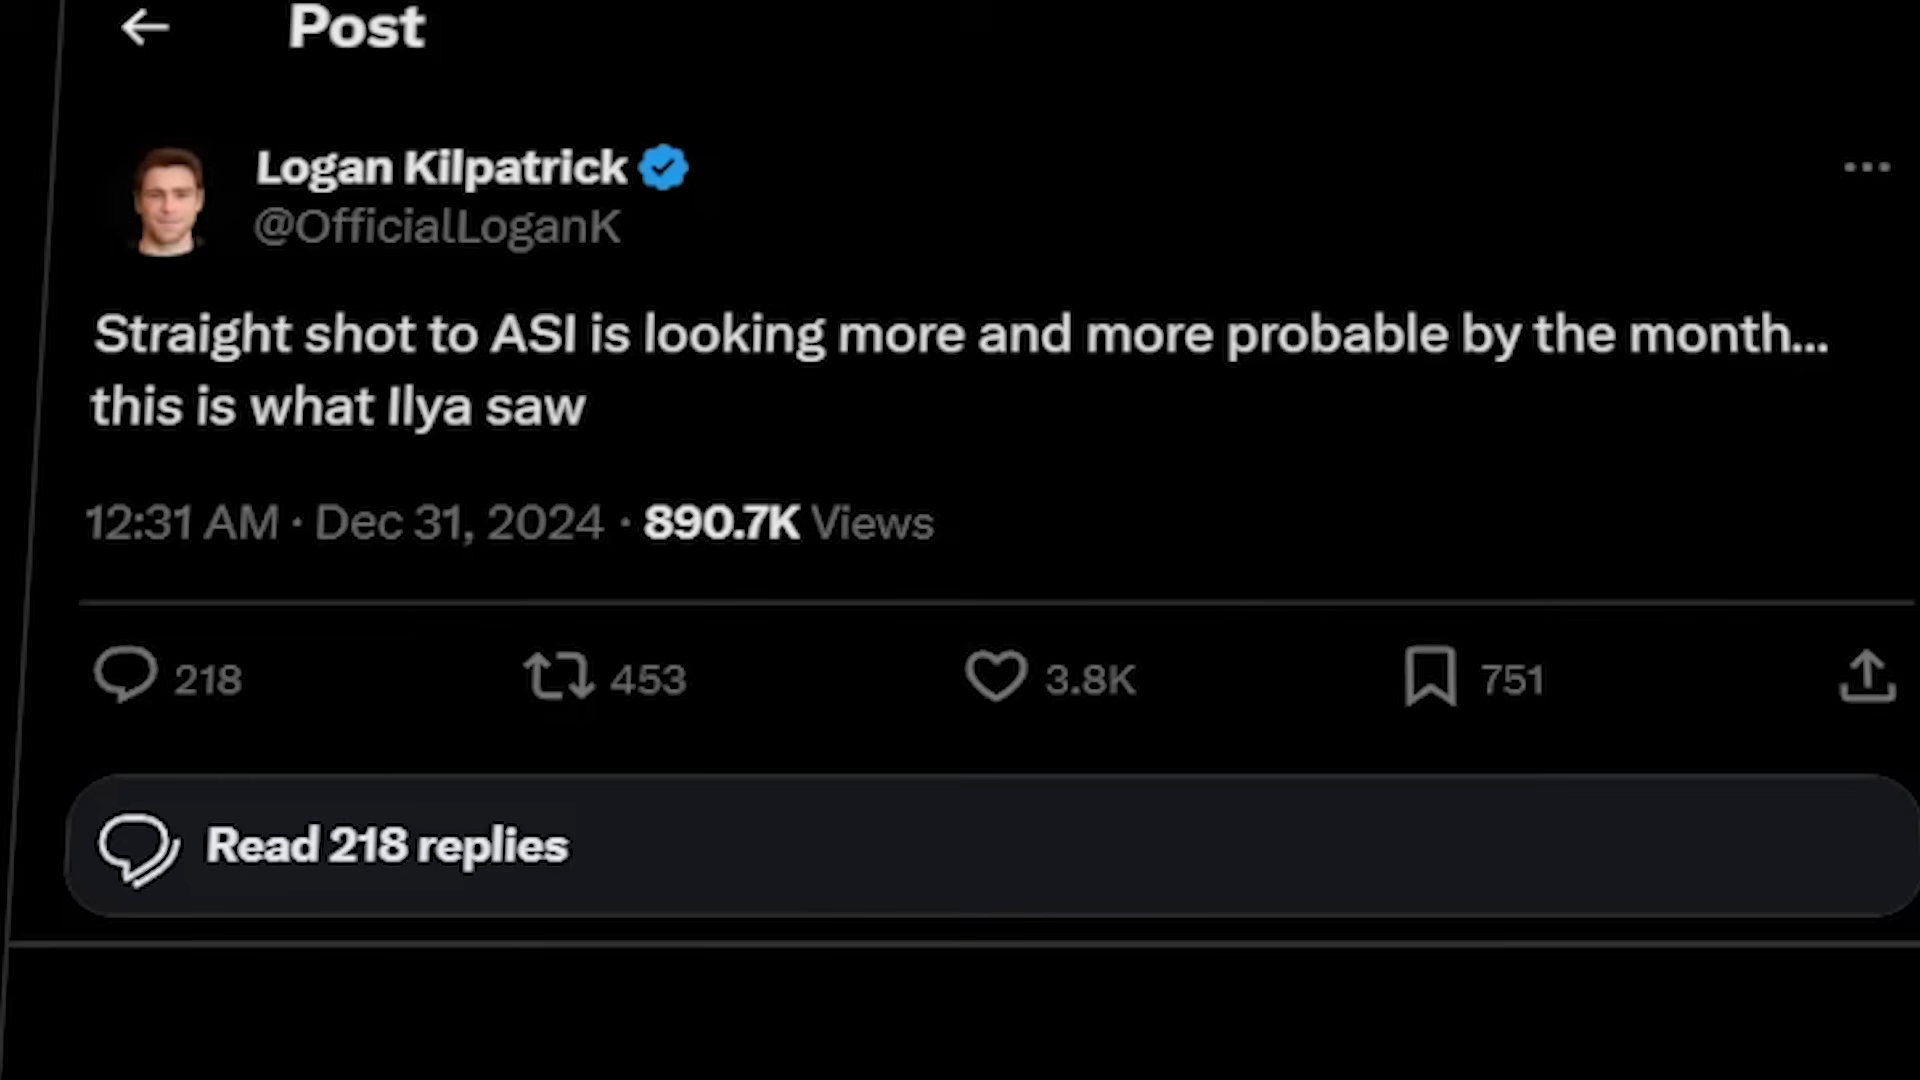 Post
Logan Kilpatrick
@OfficialLoganK
Straight shot to ASI is looking more and more probable by the month...
this is what Ilya saw
12:31 AM · Dec 31, 2024 · 890.7K Views
218 453 3.8K 751
Read 218 replies